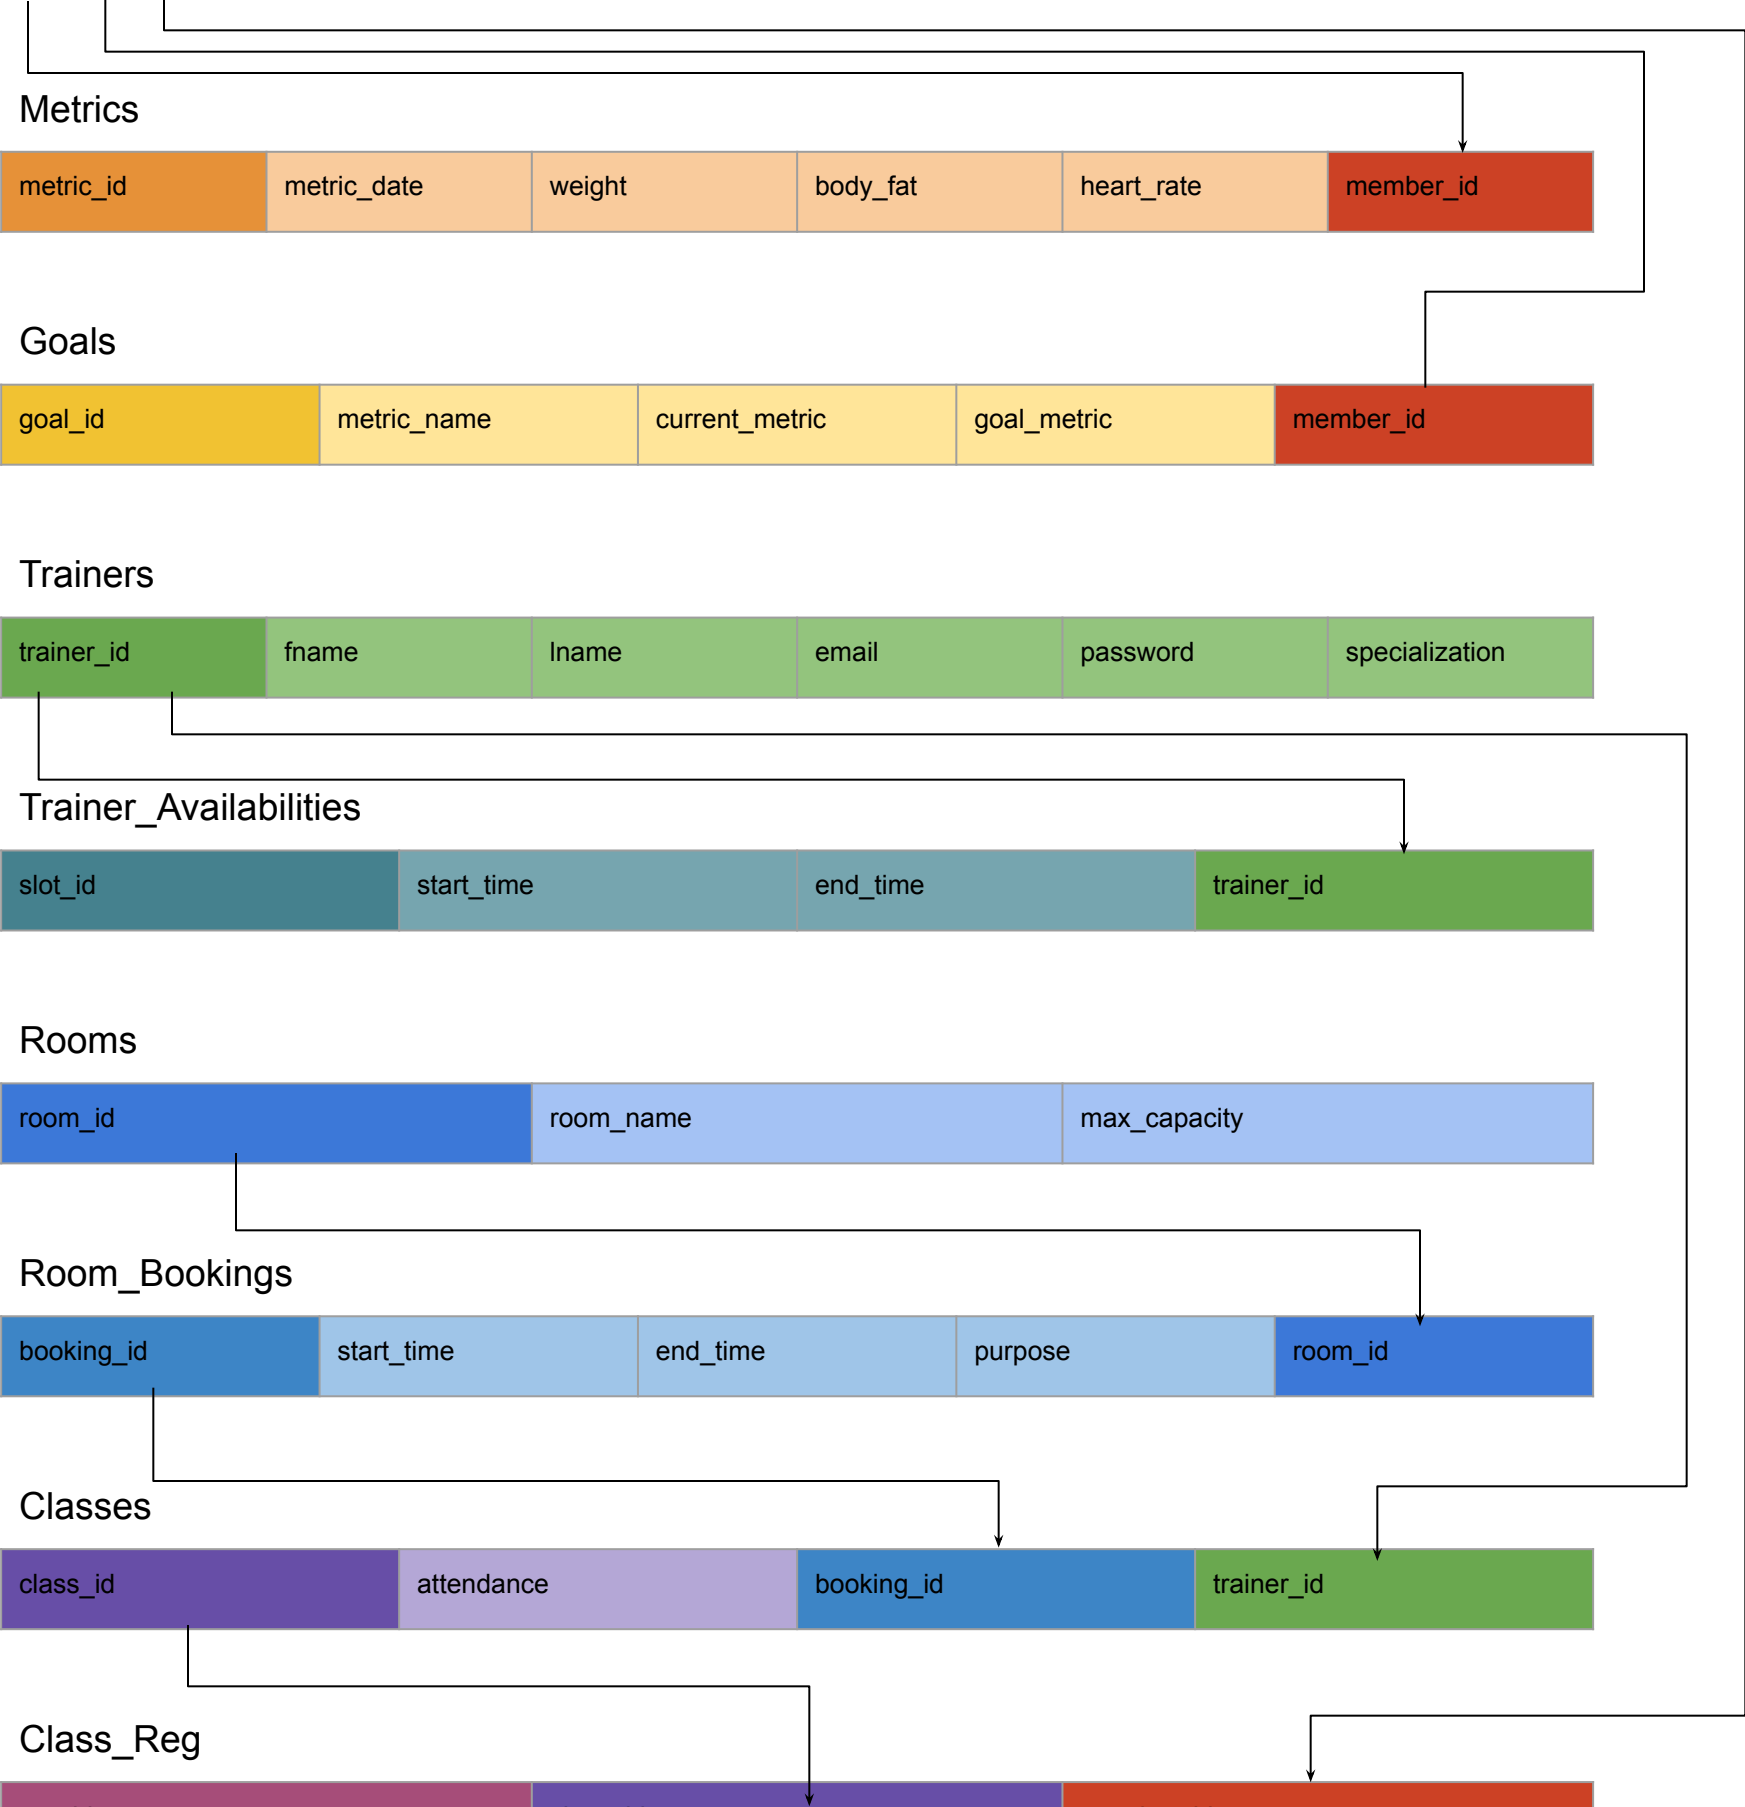 Metrics
metric_id metric_date weight body_fat heart_rate member_id
Goals
goal_id metric_name current_metric goal_metric member_id
Trainers
trainer_id fname lname email password specialization
Trainer_Availabilities
slot_id start_time end_time trainer_id
Rooms
room_id room_name max_capacity
Room_Bookings
booking_id start_time end_time purpose room_id
Classes
class_id attendance booking_id trainer_id
Class_Reg